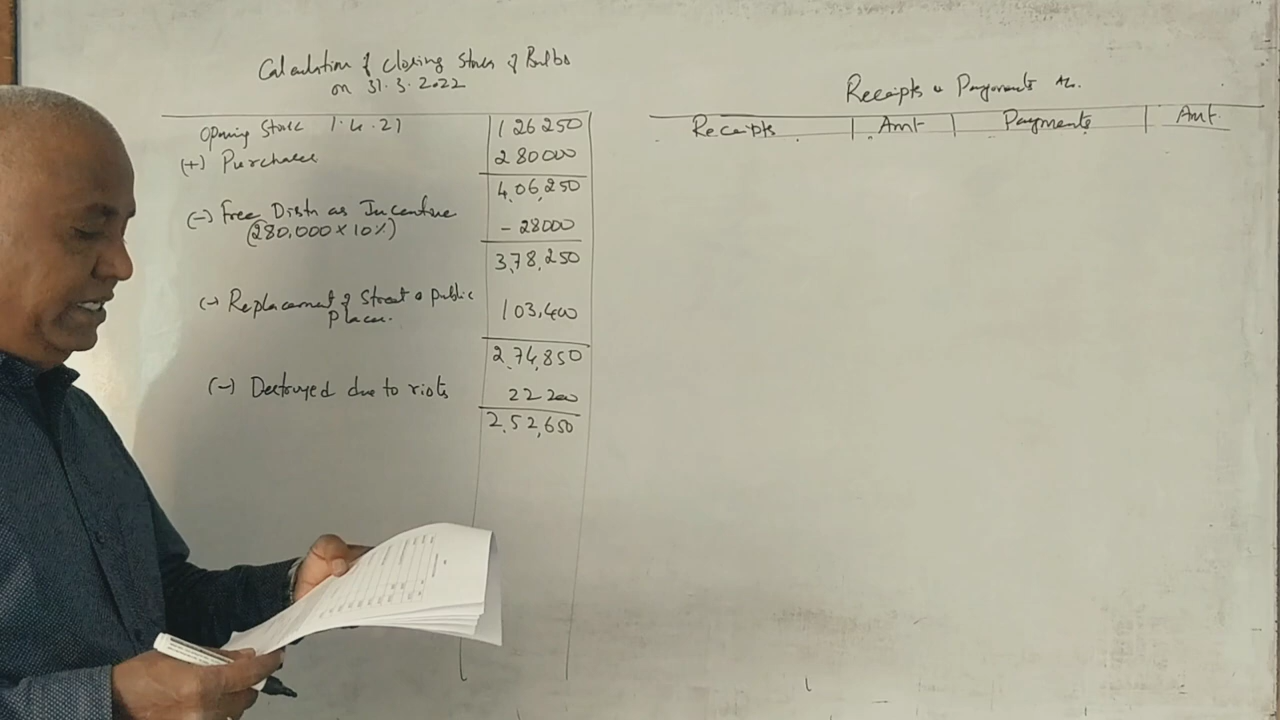 Calculation of closing Stock of Bulbs
on 31.3.2022
Opening Stock 1.4.21 126250
(+) Purchases 280000
4,06,250
(-) Free Distn as Incentive
(280,000 × 10%) - 28000
3,78,250
(-) Replacement of Street & Public
Places. 103,400
2,74,850
(-) Destroyed due to riots 22200
2,52,650
Receipts & Payments A/c.
Receipts Amt Payments Amt.